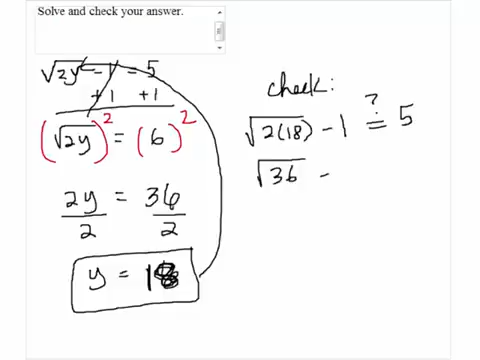 Solve and check your answer.
√2y - 1 = 5
+1 +1
(√2y)² = (6)²
2y = 36
2 2
y = 18
check:
√2(18) - 1 ≟ 5
√36 -